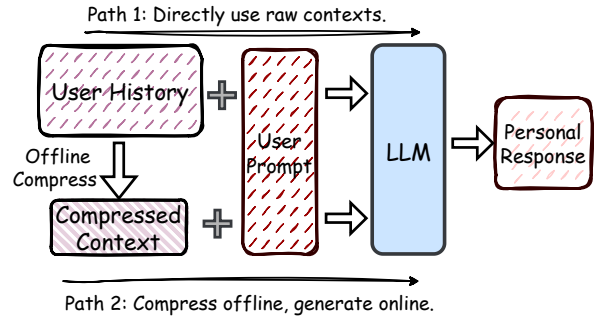 Path 1: Directly use raw contexts.
User History
Offline
Compress
Compressed
Context
User
Prompt
LLM
Personal
Response
Path 2: Compress offline, generate online.